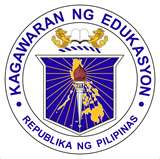 KAGAWARAN NG EDUKASYON
REPUBLIKA NG PILIPINAS